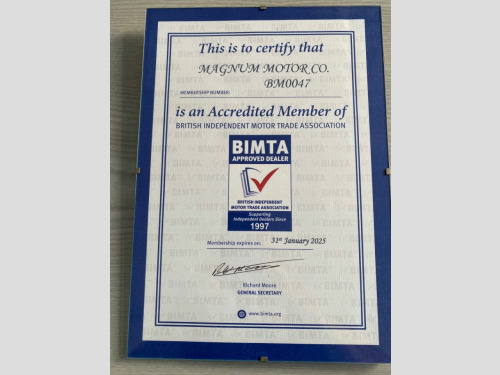 This is to certify that
MAGNUM MOTOR CO.
BM0047
MEMBERSHIP NUMBER:
is an Accredited Member of
BRITISH INDEPENDENT MOTOR TRADE ASSOCIATION
BIMTA
APPROVED DEALER
BRITISH INDEPENDENT
MOTOR TRADE ASSOCIATION
Supporting
Independent Dealers Since
1997
Membership expires on: 31st January 2025
Richard Moore
GENERAL SECRETARY
www.bimta.org